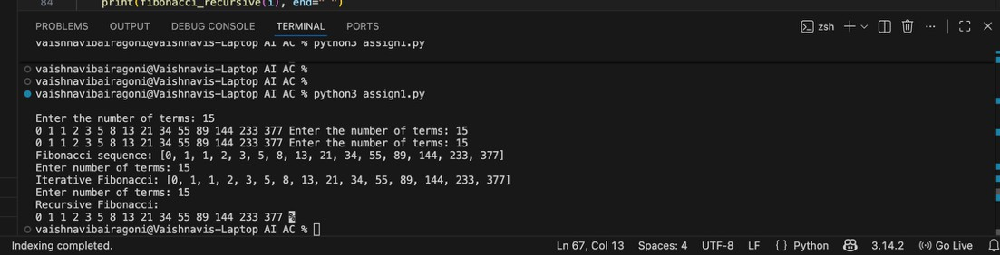 84 print(fibonacci_recursive(i), end=" ")
PROBLEMS OUTPUT DEBUG CONSOLE TERMINAL PORTS zsh
vaishnavibairagoni@Vaishnavis-Laptop AI AC % python3 assign1.py
vaishnavibairagoni@Vaishnavis-Laptop AI AC %
vaishnavibairagoni@Vaishnavis-Laptop AI AC %
vaishnavibairagoni@Vaishnavis-Laptop AI AC % python3 assign1.py
Enter the number of terms: 15
0 1 1 2 3 5 8 13 21 34 55 89 144 233 377 Enter the number of terms: 15
0 1 1 2 3 5 8 13 21 34 55 89 144 233 377 Enter the number of terms: 15
Fibonacci sequence: [0, 1, 1, 2, 3, 5, 8, 13, 21, 34, 55, 89, 144, 233, 377]
Enter number of terms: 15
Iterative Fibonacci: [0, 1, 1, 2, 3, 5, 8, 13, 21, 34, 55, 89, 144, 233, 377]
Enter number of terms: 15
Recursive Fibonacci:
0 1 1 2 3 5 8 13 21 34 55 89 144 233 377 %
vaishnavibairagoni@Vaishnavis-Laptop AI AC %
Indexing completed. Ln 67, Col 13 Spaces: 4 UTF-8 LF { } Python 3.14.2 Go Live